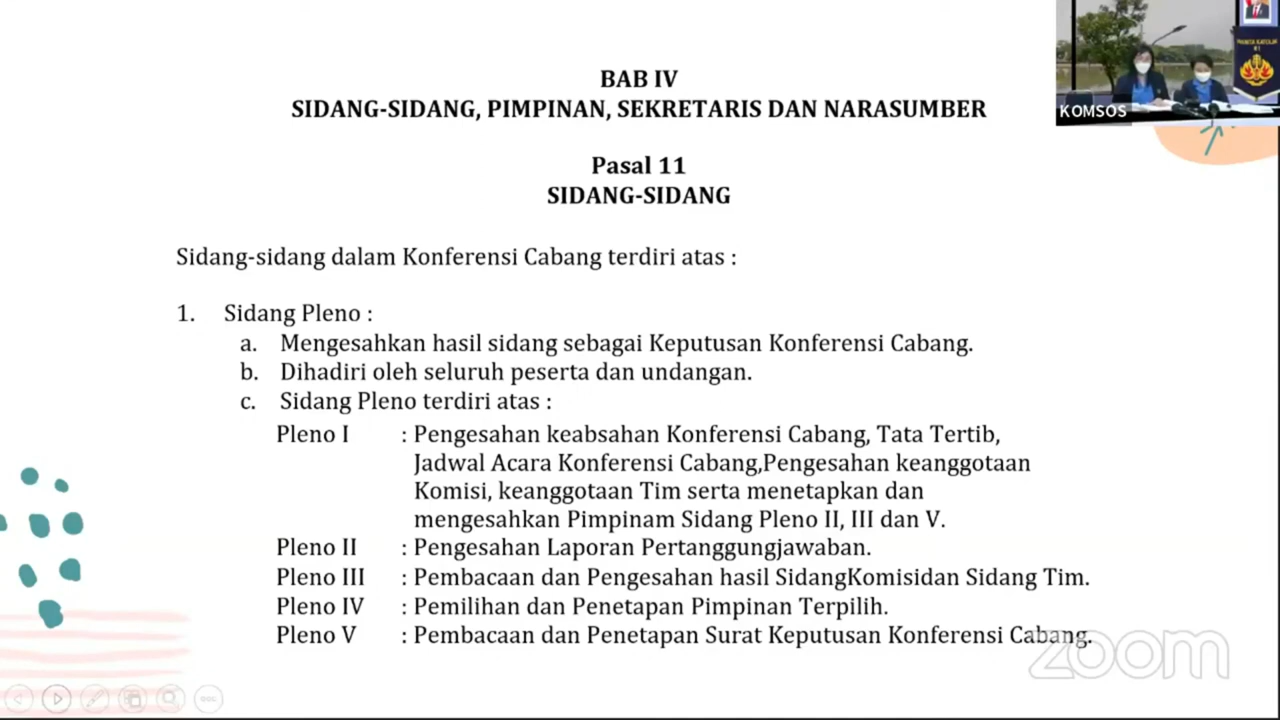 BAB IV
SIDANG-SIDANG, PIMPINAN, SEKRETARIS DAN NARASUMBER
KOMSOS
Pasal 11
SIDANG-SIDANG
Sidang-sidang dalam Konferensi Cabang terdiri atas :
1. Sidang Pleno :
a. Mengesahkan hasil sidang sebagai Keputusan Konferensi Cabang.
b. Dihadiri oleh seluruh peserta dan undangan.
c. Sidang Pleno terdiri atas :
Pleno I : Pengesahan keabsahan Konferensi Cabang, Tata Tertib,
Jadwal Acara Konferensi Cabang,Pengesahan keanggotaan
Komisi, keanggotaan Tim serta menetapkan dan
mengesahkan Pimpinam Sidang Pleno II, III dan V.
Pleno II : Pengesahan Laporan Pertanggungjawaban.
Pleno III : Pembacaan dan Pengesahan hasil SidangKomisidan Sidang Tim.
Pleno IV : Pemilihan dan Penetapan Pimpinan Terpilih.
Pleno V : Pembacaan dan Penetapan Surat Keputusan Konferensi Cabang.
zoom